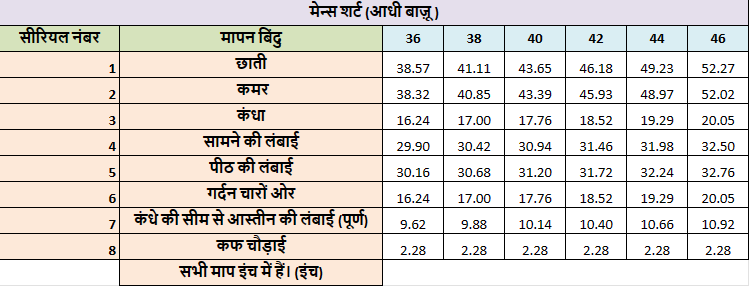 मेन्स शर्ट (आधी बाजू )
सीरियल नंबर मापन बिंदु 36 38 40 42 44 46
1 छाती 38.57 41.11 43.65 46.18 49.23 52.27
2 कमर 38.32 40.85 43.39 45.93 48.97 52.02
3 कंधा 16.24 17.00 17.76 18.52 19.29 20.05
4 सामने की लंबाई 29.90 30.42 30.94 31.46 31.98 32.50
5 पीठ की लंबाई 30.16 30.68 31.20 31.72 32.24 32.76
6 गर्दन चारों ओर 16.24 17.00 17.76 18.52 19.29 20.05
7 कंधे की सीम से आस्तीन की लंबाई (पूर्ण) 9.62 9.88 10.14 10.40 10.66 10.92
8 कफ चौड़ाई 2.28 2.28 2.28 2.28 2.28 2.28
सभी माप इंच में हैं। (इंच)